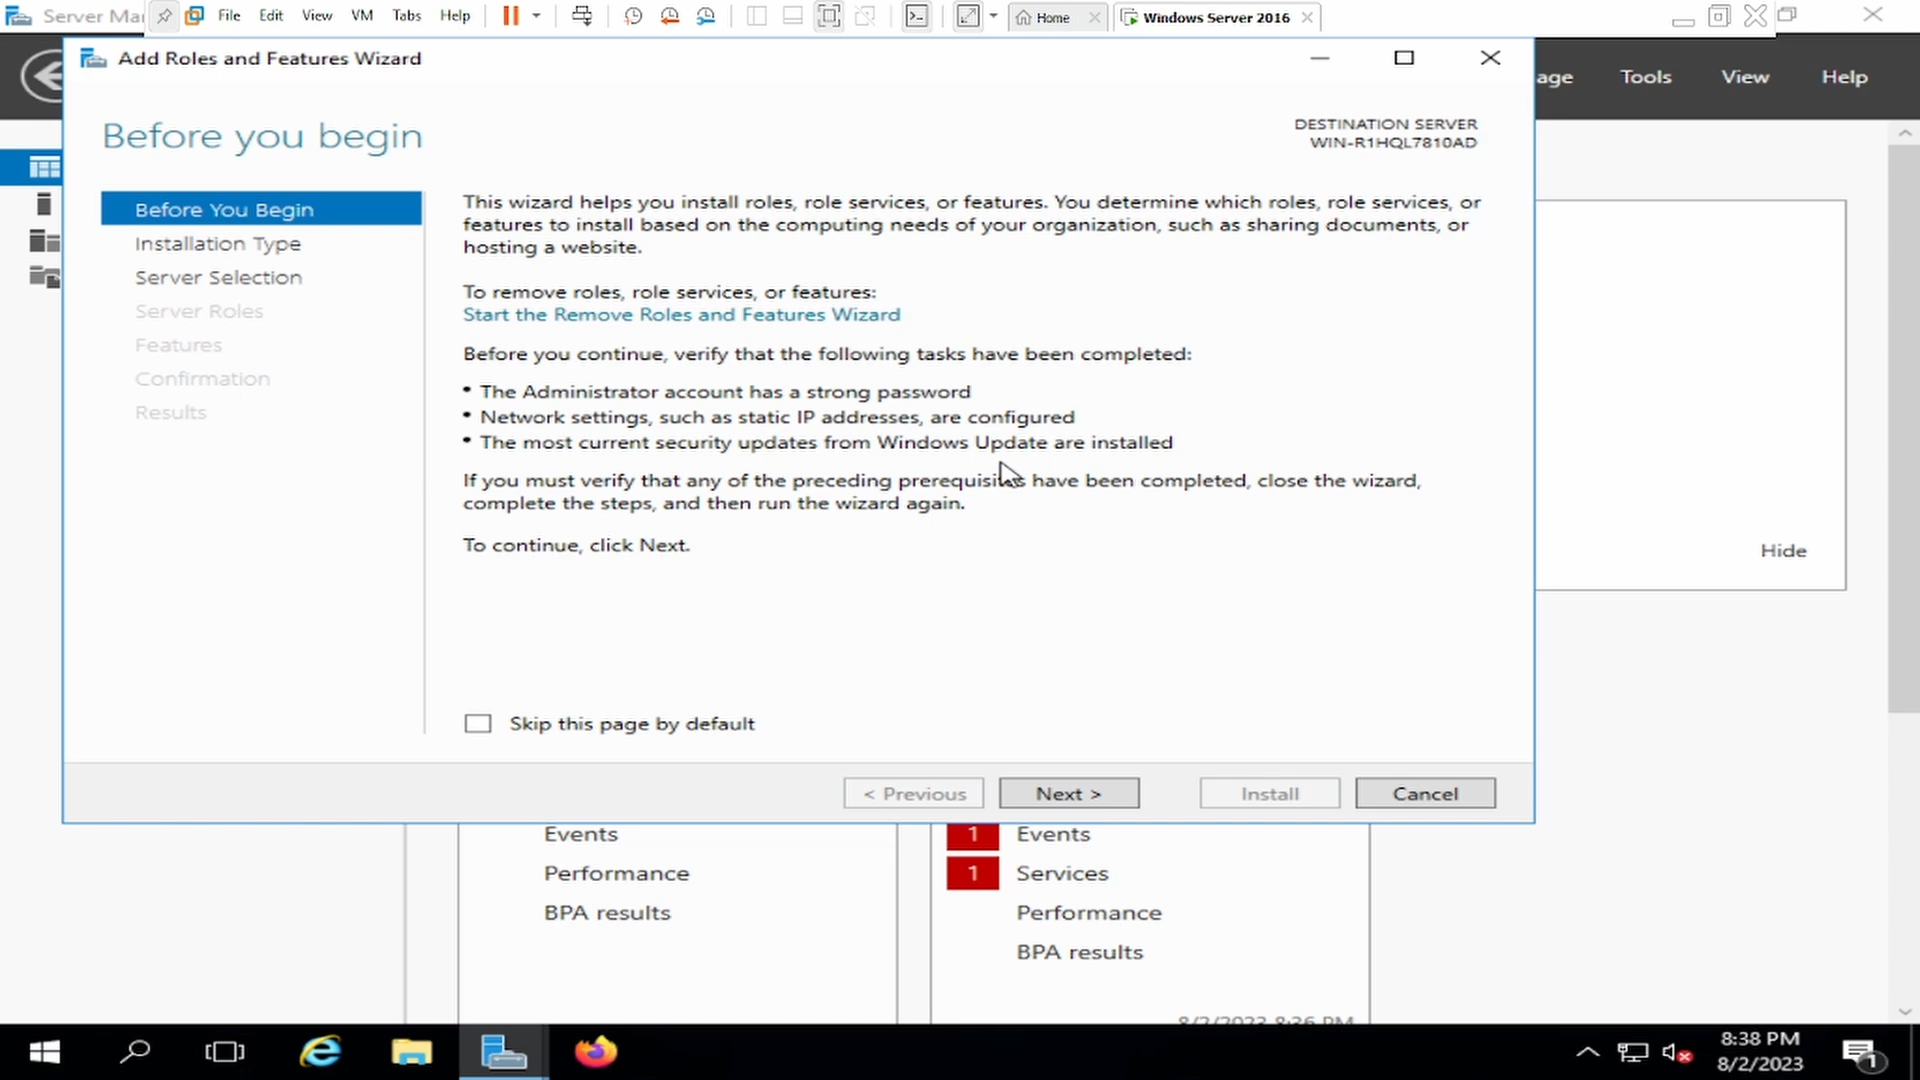 Server Ma
File Edit View VM Tabs Help
Home
Windows Server 2016
age Tools View Help
Add Roles and Features Wizard
Before you begin
DESTINATION SERVER
WIN-R1HQL7810AD
Before You Begin
Installation Type
Server Selection
Server Roles
Features
Confirmation
Results
This wizard helps you install roles, role services, or features. You determine which roles, role services, or
features to install based on the computing needs of your organization, such as sharing documents, or
hosting a website.
To remove roles, role services, or features:
Start the Remove Roles and Features Wizard
Before you continue, verify that the following tasks have been completed:
• The Administrator account has a strong password
• Network settings, such as static IP addresses, are configured
• The most current security updates from Windows Update are installed
If you must verify that any of the preceding prerequisites have been completed, close the wizard,
complete the steps, and then run the wizard again.
To continue, click Next.
Skip this page by default
< Previous
Next >
Install
Cancel
Hide
Events
Performance
BPA results
1 Events
1 Services
Performance
BPA results
8/2/2023 8:36 PM
8:38 PM
8/2/2023
1